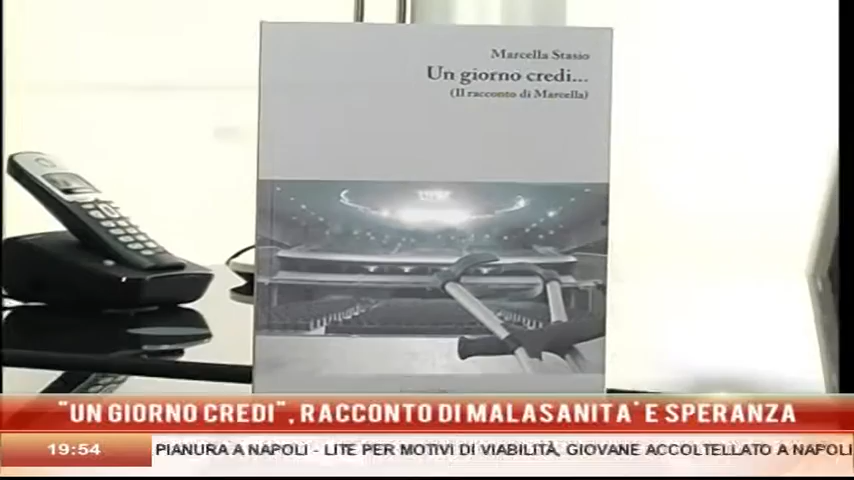 Marcella Stasio
Un giorno credi...
(Il racconto di Marcella)
"UN GIORNO CREDI", RACCONTO DI MALASANITA' E SPERANZA
19:54
PIANURA A NAPOLI - LITE PER MOTIVI DI VIABILITÀ, GIOVANE ACCOLTELLATO A NAPOLI